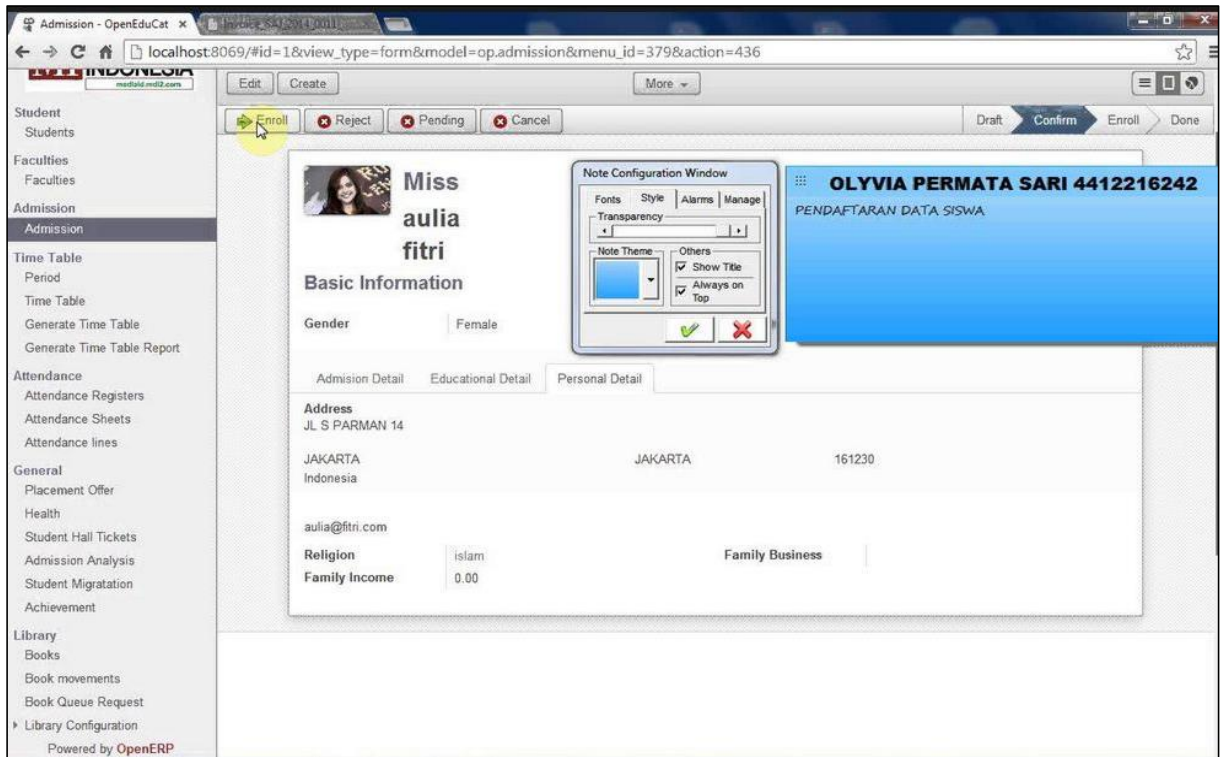 Admission - OpenEduCat
localhost:8069/#id=1&view_type=form&model=op.admission&menu_id=379&action=436
INDONESIA
Edit
Create
More
Enroll
Reject
Pending
Cancel
Draft
Confirm
Enroll
Done
Student
Students
Faculties
Faculties
Admission
Admission
Time Table
Period
Time Table
Generate Time Table
Generate Time Table Report
Attendance
Attendance Registers
Attendance Sheets
Attendance lines
General
Placement Offer
Health
Student Hall Tickets
Admission Analysis
Student Migratation
Achievement
Library
Books
Book movements
Book Queue Request
Library Configuration
Powered by OpenERP
Miss
aulia
fitri
Basic Information
Gender
Female
Note Configuration Window
Fonts
Style
Alarms
Manage
Transparency
Note Theme
Others
Show Title
Always on
Top
OLYVIA PERMATA SARI 4412216242
PENDAFTARAN DATA SISWA
Admision Detail
Educational Detail
Personal Detail
Address
JL S PARMAN 14
JAKARTA
JAKARTA
161230
Indonesia
aulia@fitri.com
Religion
islam
Family Business
Family Income
0.00